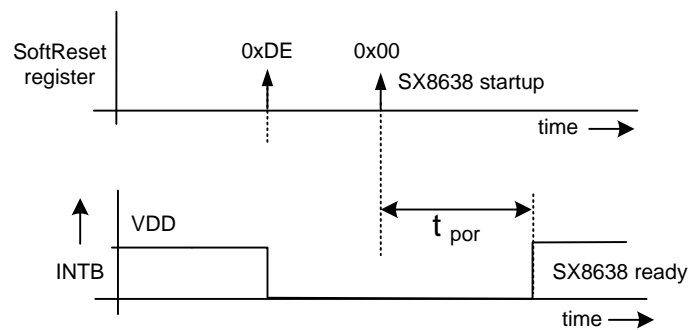 SoftReset
register
0xDE
0x00
SX8638 startup
time
VDD
t por
INTB
SX8638 ready
time